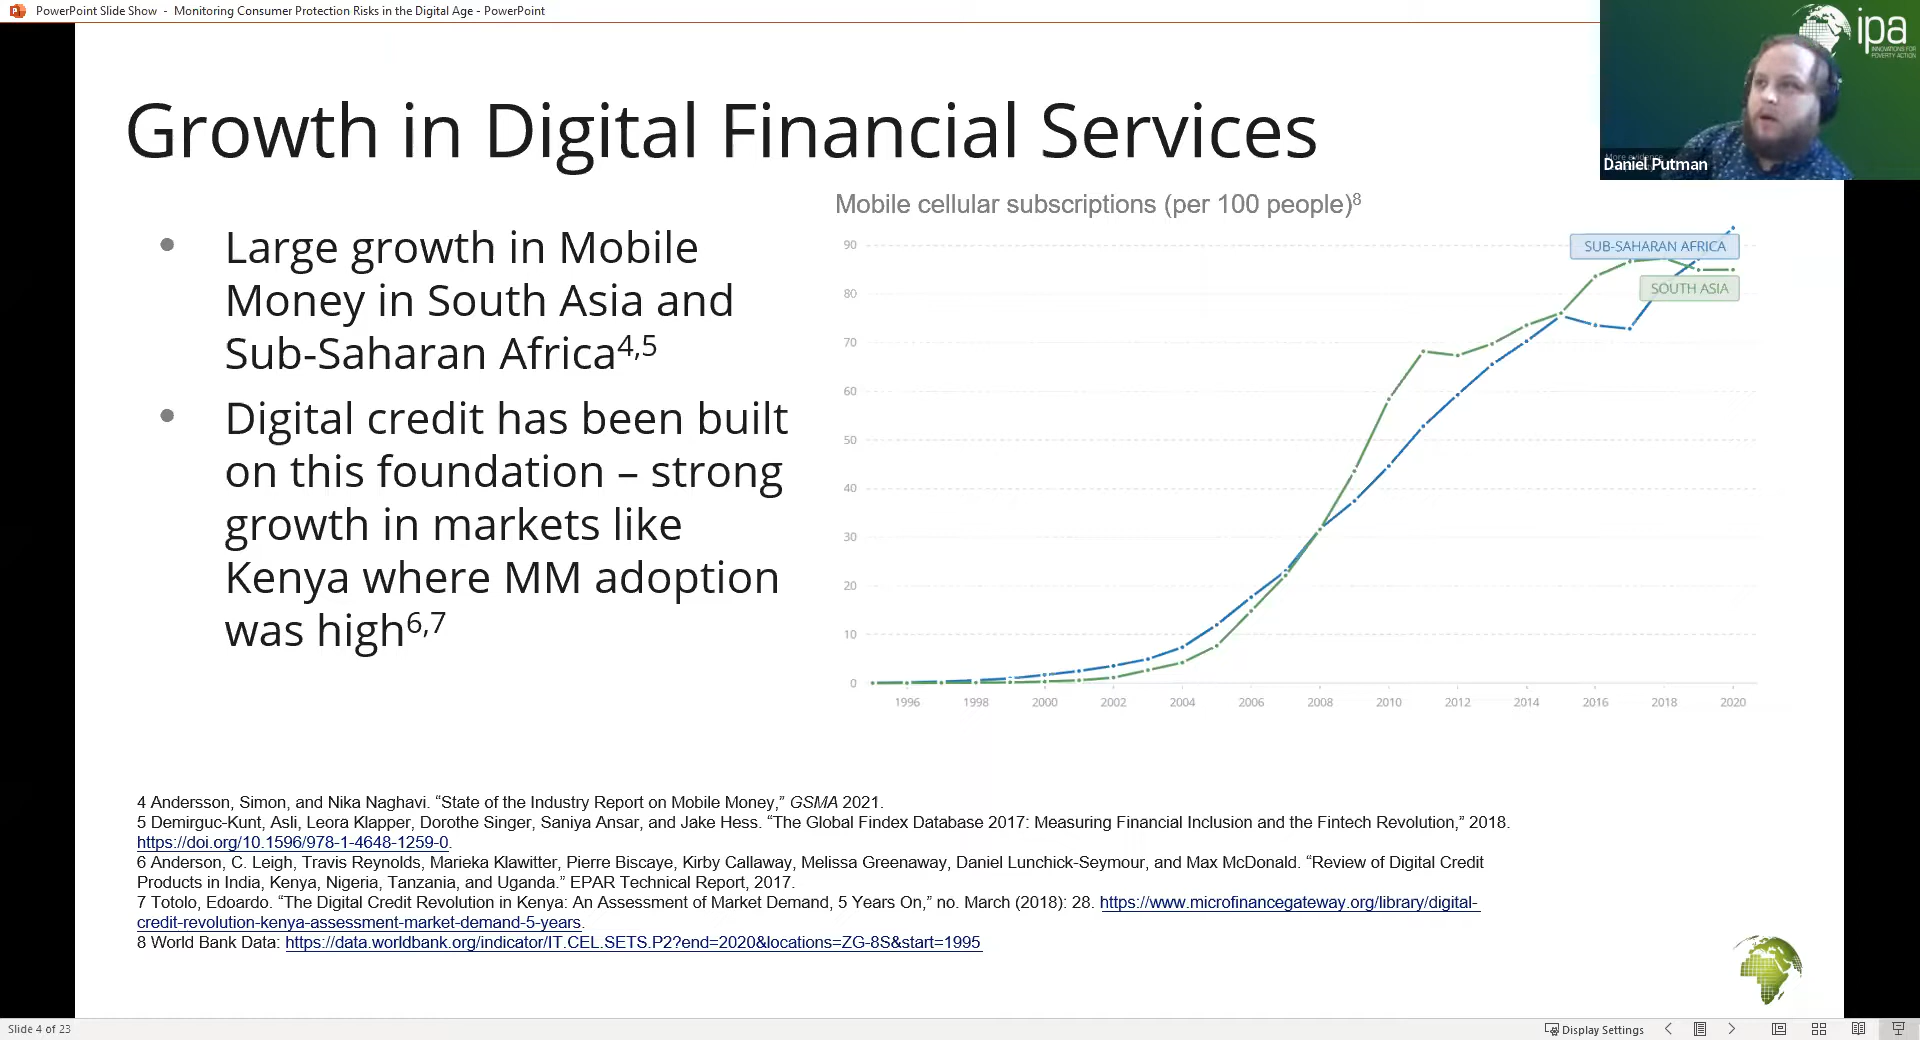 PowerPoint Slide Show - Monitoring Consumer Protection Risks in the Digital Age - PowerPoint
ipa
INNOVATIONS FOR
POVERTY ACTION
Daniel Putman
Growth in Digital Financial Services
• Large growth in Mobile
Money in South Asia and
Sub-Saharan Africa4,5
• Digital credit has been built
on this foundation – strong
growth in markets like
Kenya where MM adoption
was high6,7
Mobile cellular subscriptions (per 100 people)8
90
80
70
60
50
40
30
20
10
0
SUB-SAHARAN AFRICA
SOUTH ASIA
1996 1998 2000 2002 2004 2006 2008 2010 2012 2014 2016 2018 2020
4 Andersson, Simon, and Nika Naghavi. “State of the Industry Report on Mobile Money,” GSMA 2021.
5 Demirguc-Kunt, Asli, Leora Klapper, Dorothe Singer, Saniya Ansar, and Jake Hess. “The Global Findex Database 2017: Measuring Financial Inclusion and the Fintech Revolution,” 2018.
https://doi.org/10.1596/978-1-4648-1259-0.
6 Anderson, C. Leigh, Travis Reynolds, Marieka Klawitter, Pierre Biscaye, Kirby Callaway, Melissa Greenaway, Daniel Lunchick-Seymour, and Max McDonald. “Review of Digital Credit
Products in India, Kenya, Nigeria, Tanzania, and Uganda.” EPAR Technical Report, 2017.
7 Totolo, Edoardo. “The Digital Credit Revolution in Kenya: An Assessment of Market Demand, 5 Years On,” no. March (2018): 28. https://www.microfinancegateway.org/library/digital-
credit-revolution-kenya-assessment-market-demand-5-years.
8 World Bank Data: https://data.worldbank.org/indicator/IT.CEL.SETS.P2?end=2020&locations=ZG-8S&start=1995
Slide 4 of 23
Display Settings